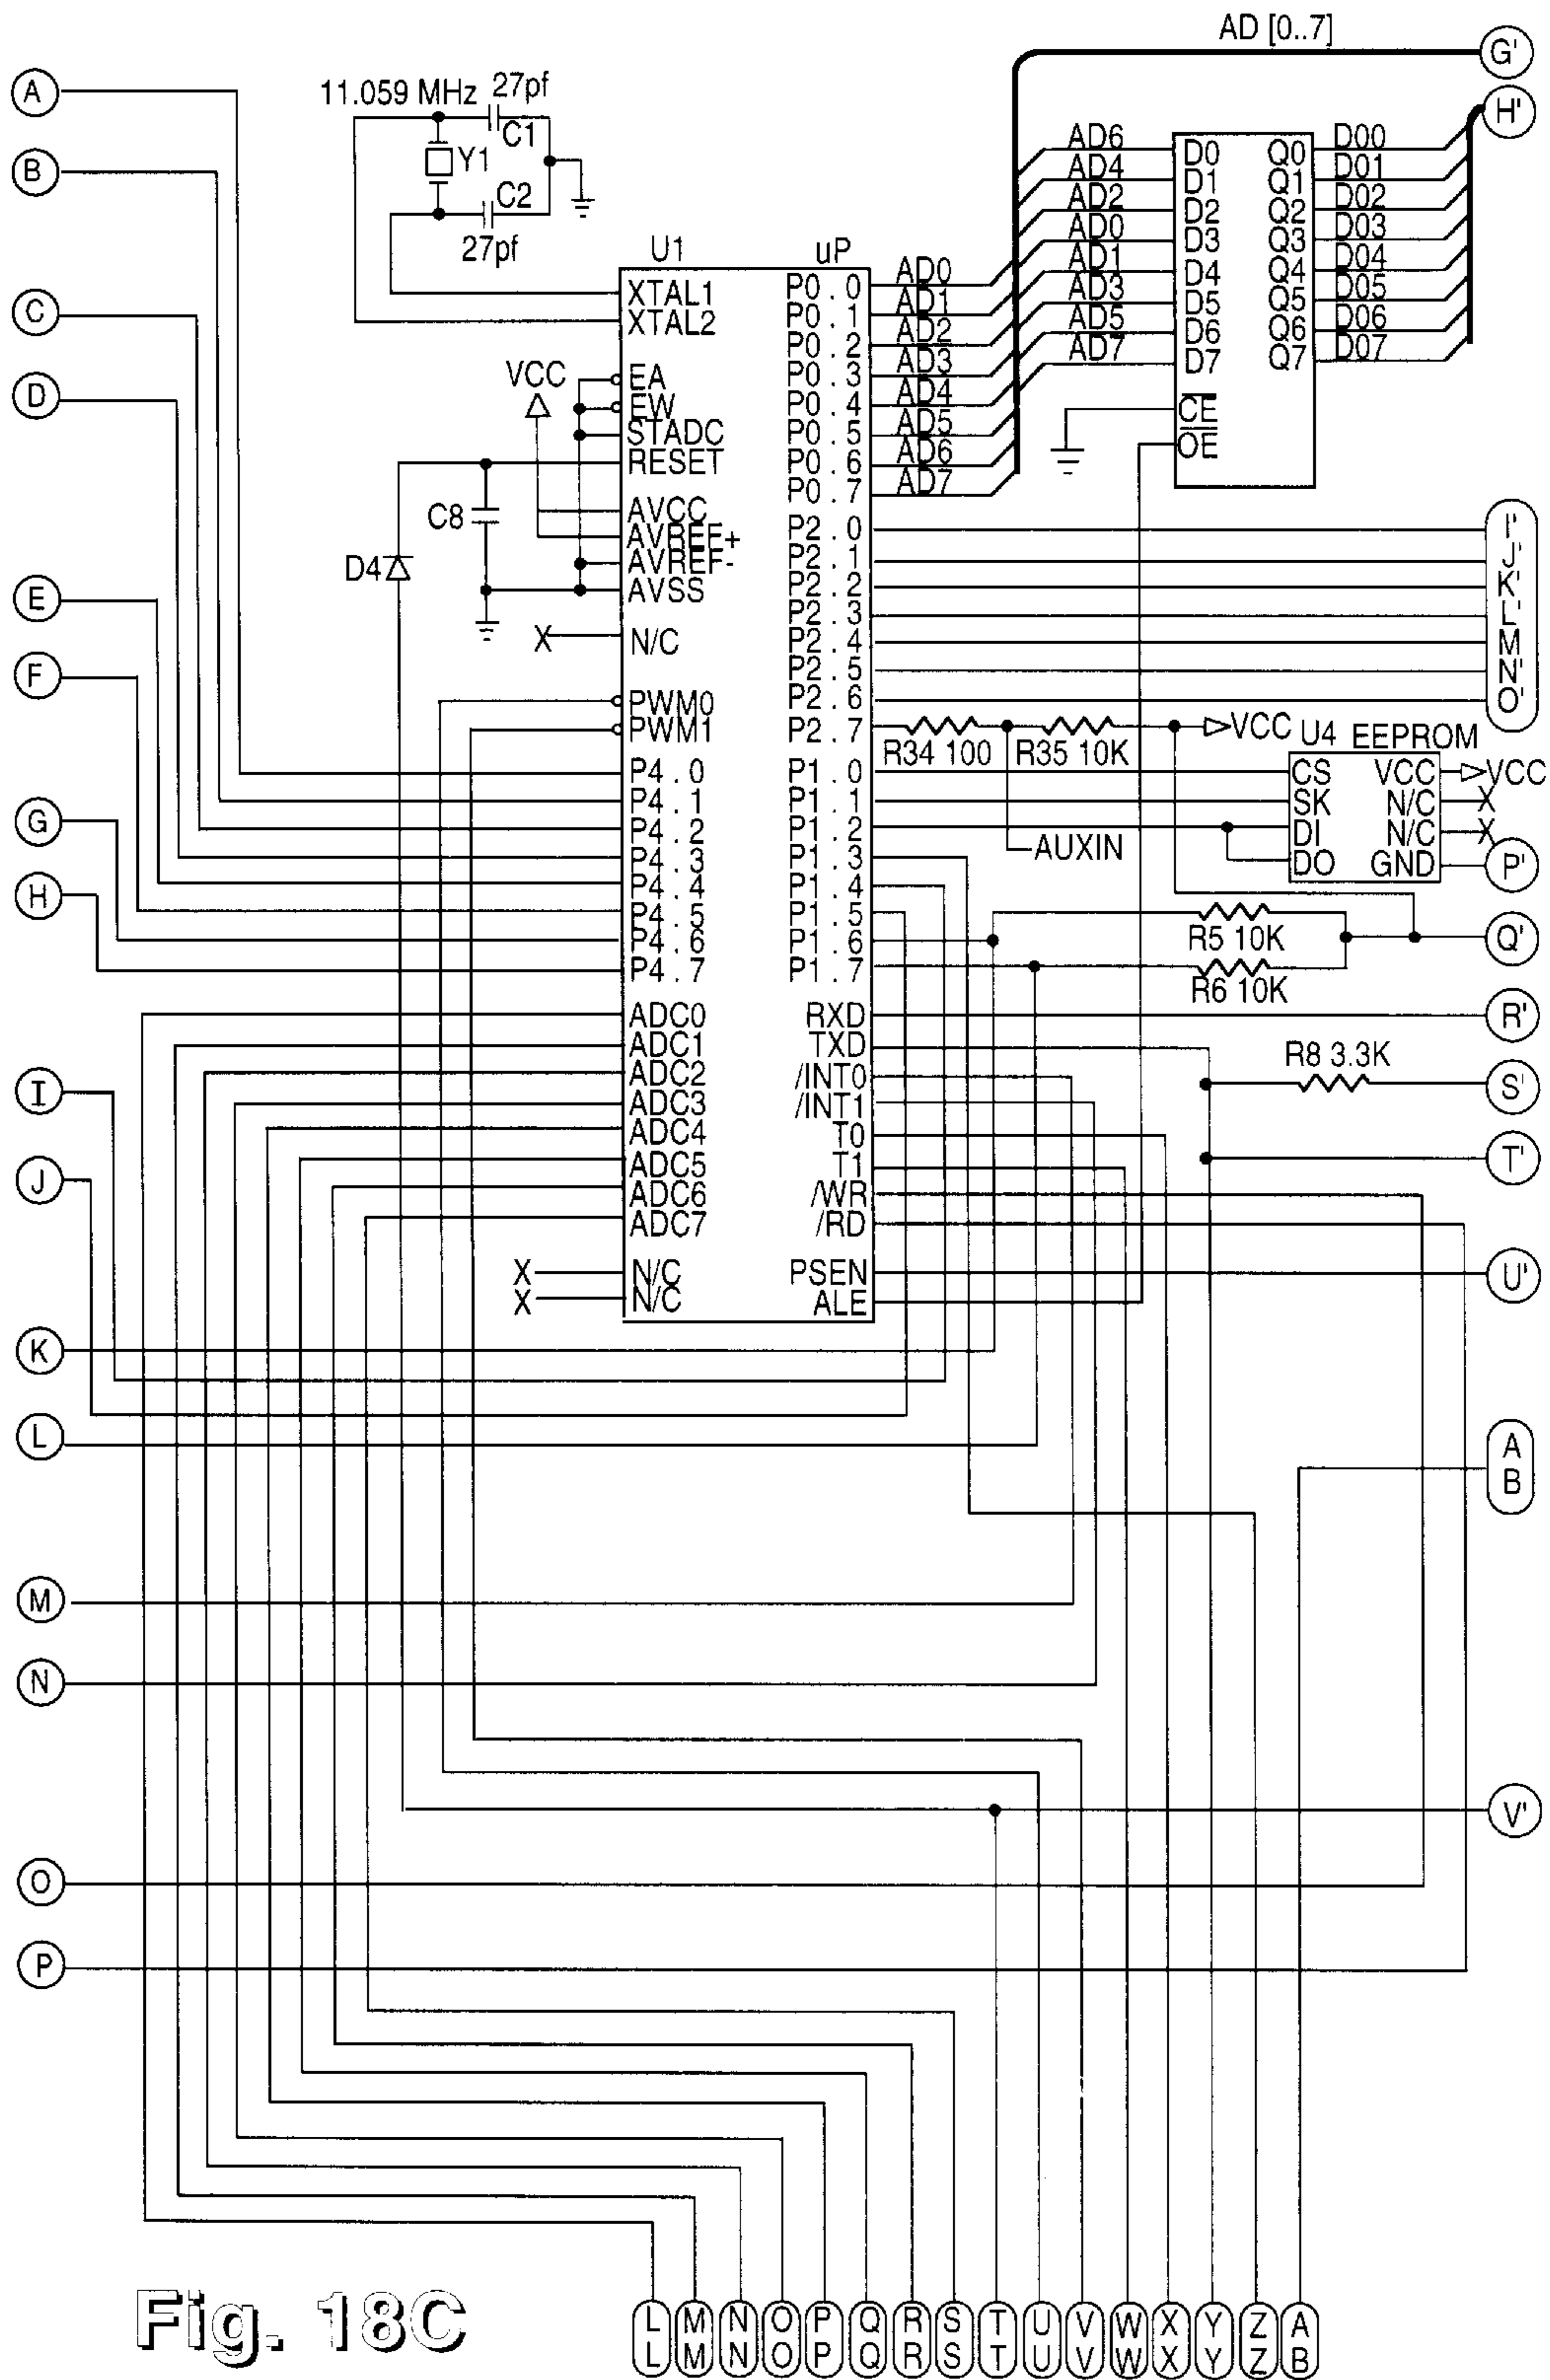 AD [0..7]
G'
A
11.059 MHz
27pf
C1
H'
B
Y1
C2
27pf
AD6
D0
Q0
D00
AD4
D1
Q1
D01
AD2
D2
Q2
D02
AD0
D3
Q3
D03
AD1
D4
Q4
D04
AD3
D5
Q5
D05
AD5
D6
Q6
D06
AD7
D7
Q7
D07
CE
OE
U1
uP
C
XTAL1
P0.0
AD0
XTAL2
P0.1
AD1
P0.2
AD2
VCC
EA
P0.3
AD3
D
EW
P0.4
AD4
STADC
P0.5
AD5
RESET
P0.6
AD6
P0.7
AD7
C8
AVCC
P2.0
I'
AVREF+
P2.1
J'
D4
AVREF-
P2.2
K'
E
AVSS
P2.3
L'
X
N/C
P2.4
M
F
P2.5
N'
PWM0
P2.6
O'
PWM1
P2.7
R34 100
R35 10K
VCC
U4
EEPROM
P4.0
P1.0
CS
VCC
VCC
P4.1
P1.1
SK
N/C
X
G
P4.2
P1.2
DI
N/C
X
P4.3
P1.3
AUXIN
DO
GND
P'
H
P4.4
P1.4
P4.5
P1.5
P4.6
P1.6
R5 10K
Q'
P4.7
P1.7
R6 10K
ADC0
RXD
R'
ADC1
TXD
R8 3.3K
I
ADC2
/INT0
S'
ADC3
/INT1
ADC4
T0
J
ADC5
T1
T'
ADC6
/WR
ADC7
/RD
X
N/C
PSEN
U'
X
N/C
ALE
K
L
A
B
M
N
V'
O
P
Fig. 18C
L
L
M
M
N
N
O
O
P
P
Q
Q
R
R
S
S
T
T
U
U
V
V
W
W
X
X
Y
Y
Z
Z
A
B